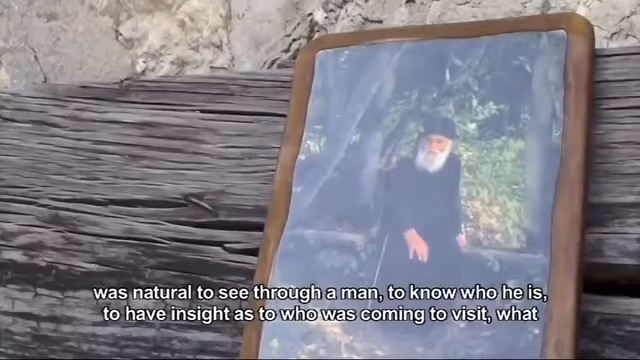 was natural to see through a man, to know who he is,
to have insight as to who was coming to visit, what